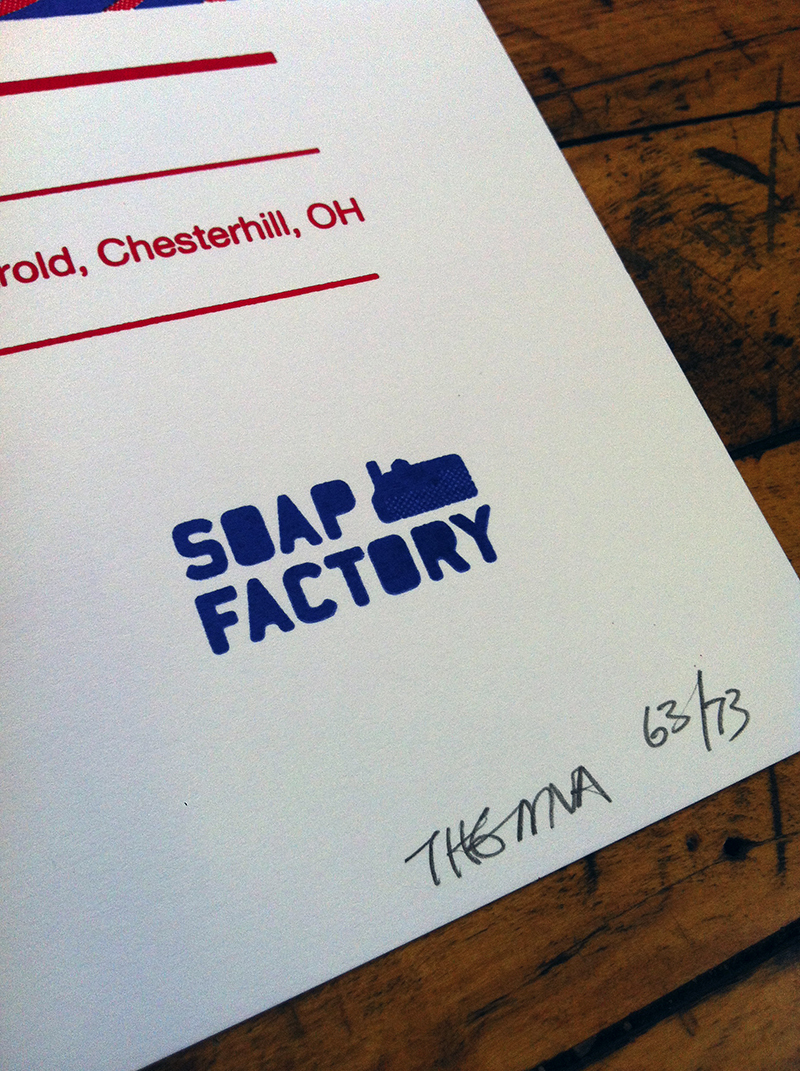 rold, Chesterhill, OH
SOAP
FACTORY
63/73